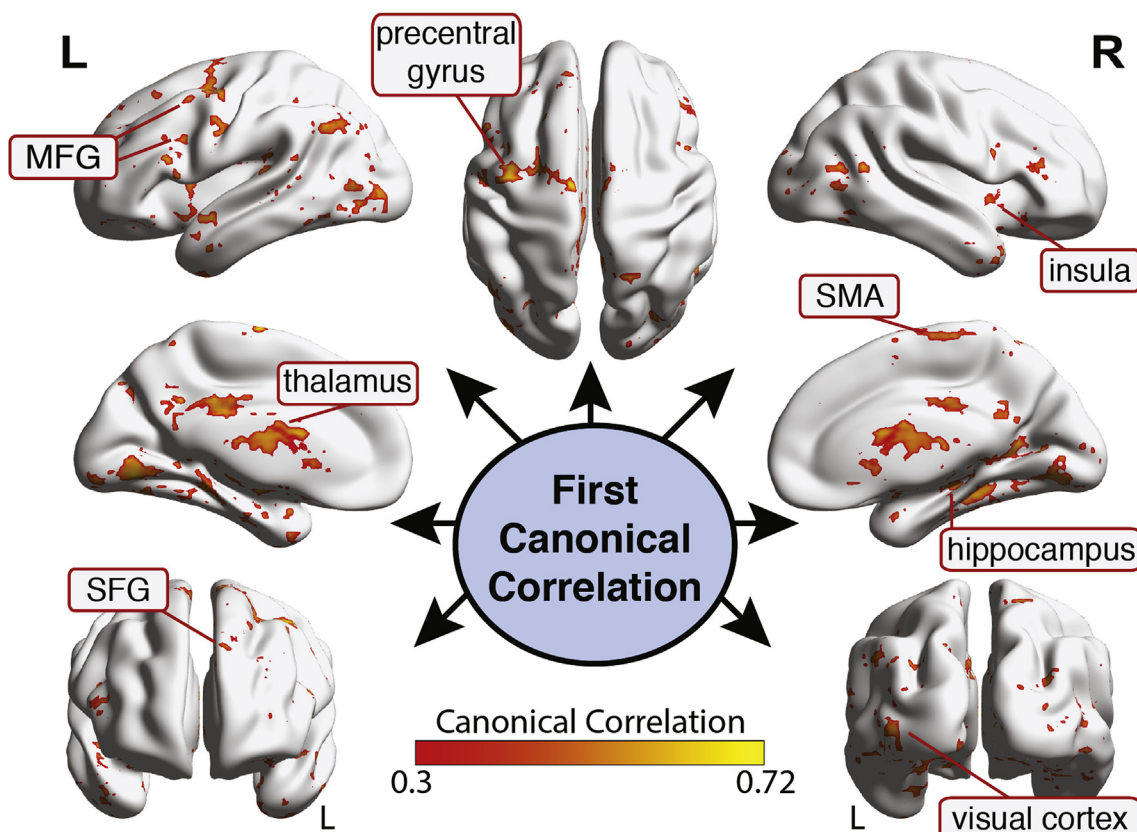 L
precentral
gyrus
R
MFG
insula
SMA
thalamus
First
Canonical
Correlation
hippocampus
SFG
Canonical Correlation
0.3
0.72
L
L
visual cortex